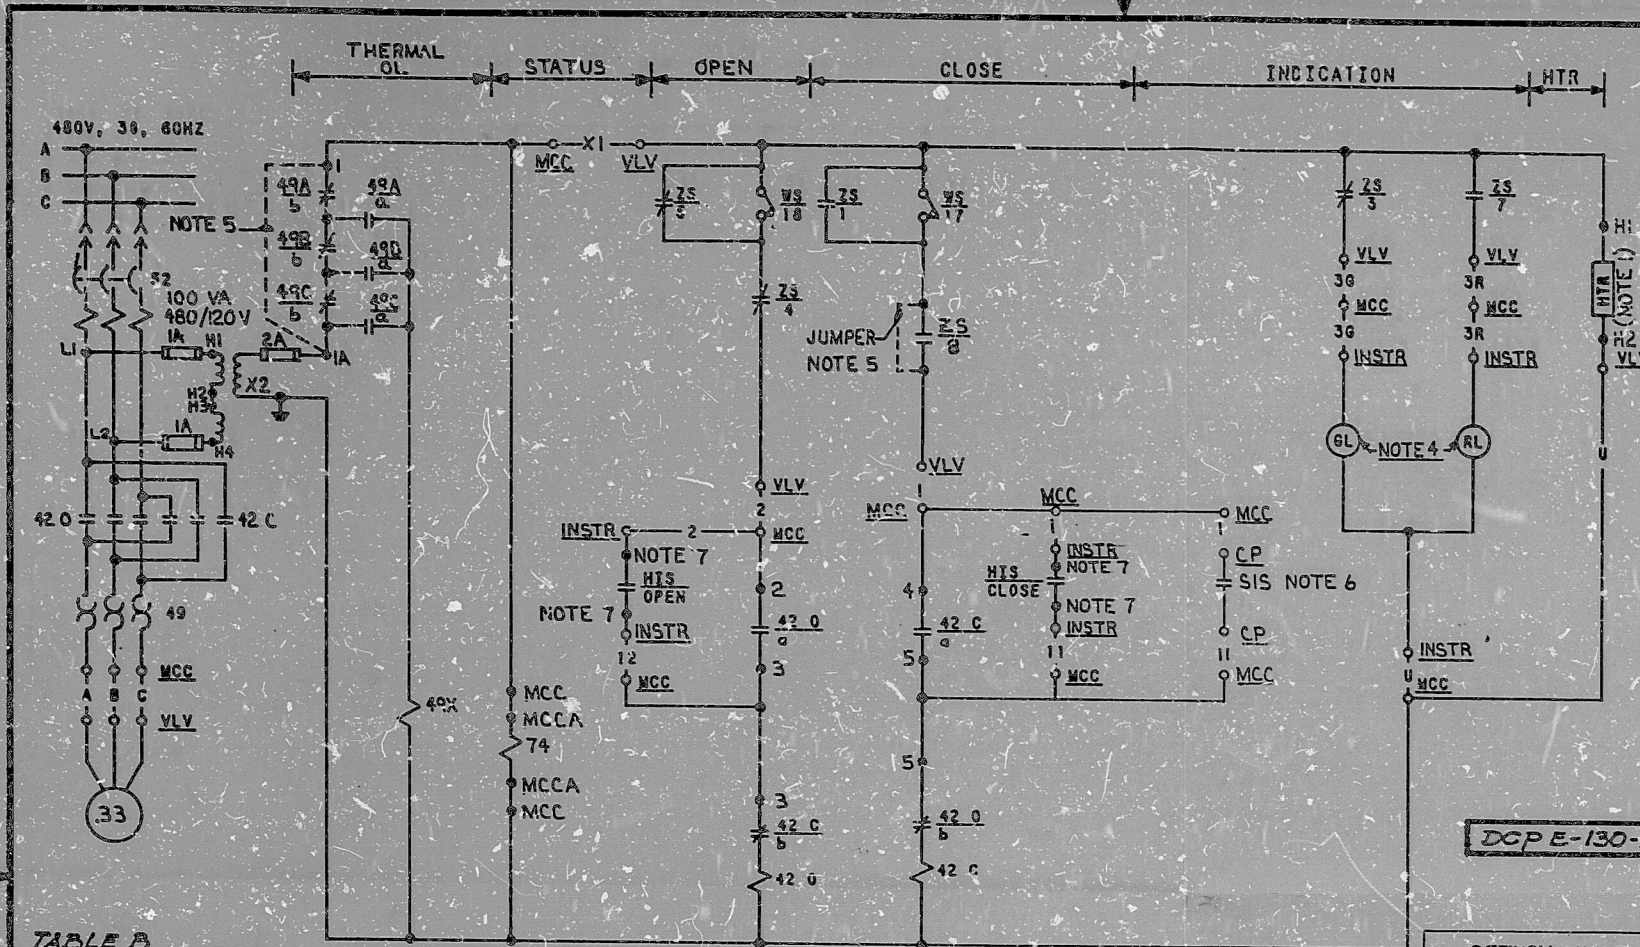 THERMAL
OL
STATUS
OPEN
CLOSE
INDICATION
HTR
480V, 30, 60HZ
A
B
C
NOTE 5
52
100 VA
480/120V
1A
H1
2A
1A
L1
X2
H2
H3
L2
1A
H4
42 O
42 C
49
MCC
A B C
VLV
.33
1
49A
b
49A
a
49B
b
49B
a
49C
b
49C
a
49X
MCC
X1
VLV
MCC
MCCA
74
MCCA
MCC
ZS
WS
18
ZS
4
VLV
2
MCC
INSTR
2
NOTE 7
HIS
OPEN
NOTE 7
INSTR
12
MCC
2
42 O
a
3
3
42 C
b
42 O
ZS
1
WS
17
JUMPER
NOTE 5
ZS
8
VLV
1
MCC
4
42 C
a
5
5
42 O
b
42 C
MCC
1
INSTR
NOTE 7
HIS
CLOSE
NOTE 7
INSTR
11
MCC
MCC
1
CP
SIS NOTE 6
CP
11
MCC
ZS
3
VLV
3G
MCC
3G
INSTR
GL
NOTE 4
ZS
7
VLV
3R
MCC
3R
INSTR
RL
INSTR
U
MCC
H1
HTR
(NOTE 1)
H2
U
DCP E-130-
TABLE B